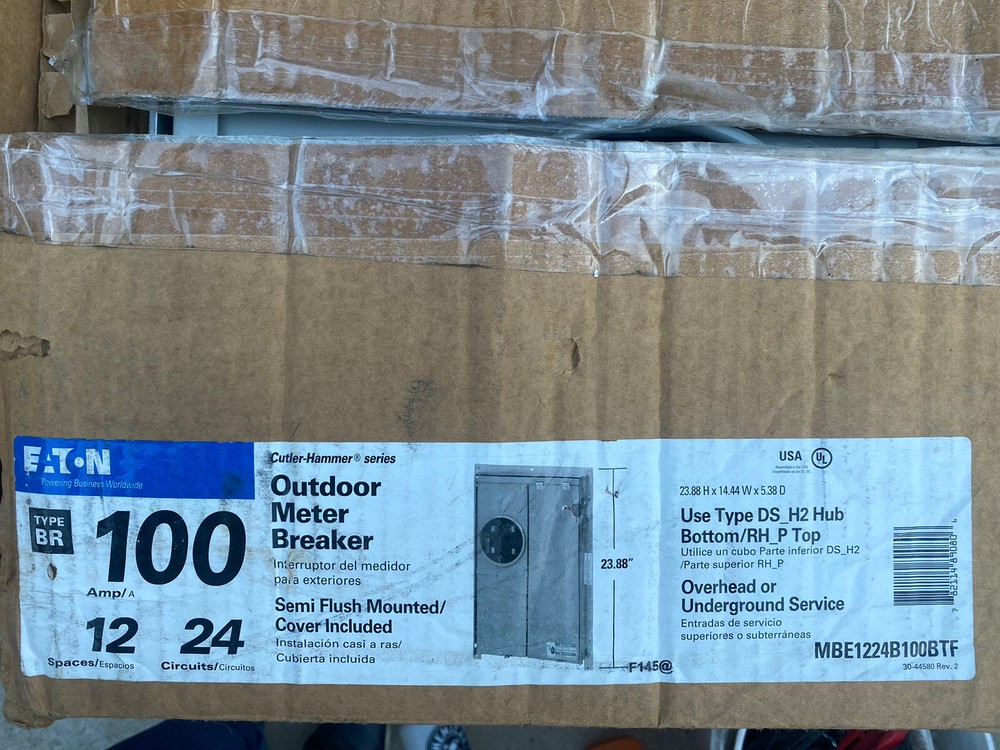 EATON
Powering Business Worldwide
TYPE
BR
100
Amp/A
12
24
Spaces/Espacios
Circuits/Circuitos
Cutler-Hammer® series
Outdoor
Meter
Breaker
Interruptor del medidor
para exteriores
Semi Flush Mounted/
Cover Included
Instalación casi a ras/
Cubierta incluida
23.88"
F145@
USA
UL
23.88 H x 14.44 W x 5.38 D
Use Type DS_H2 Hub
Bottom/RH_P Top
Utilice un cubo Parte inferior DS_H2
/Parte superior RH_P
Overhead or
Underground Service
Entradas de servicio
superiores o subterráneas
MBE1224B100BTF
30-44580 Rev. 2